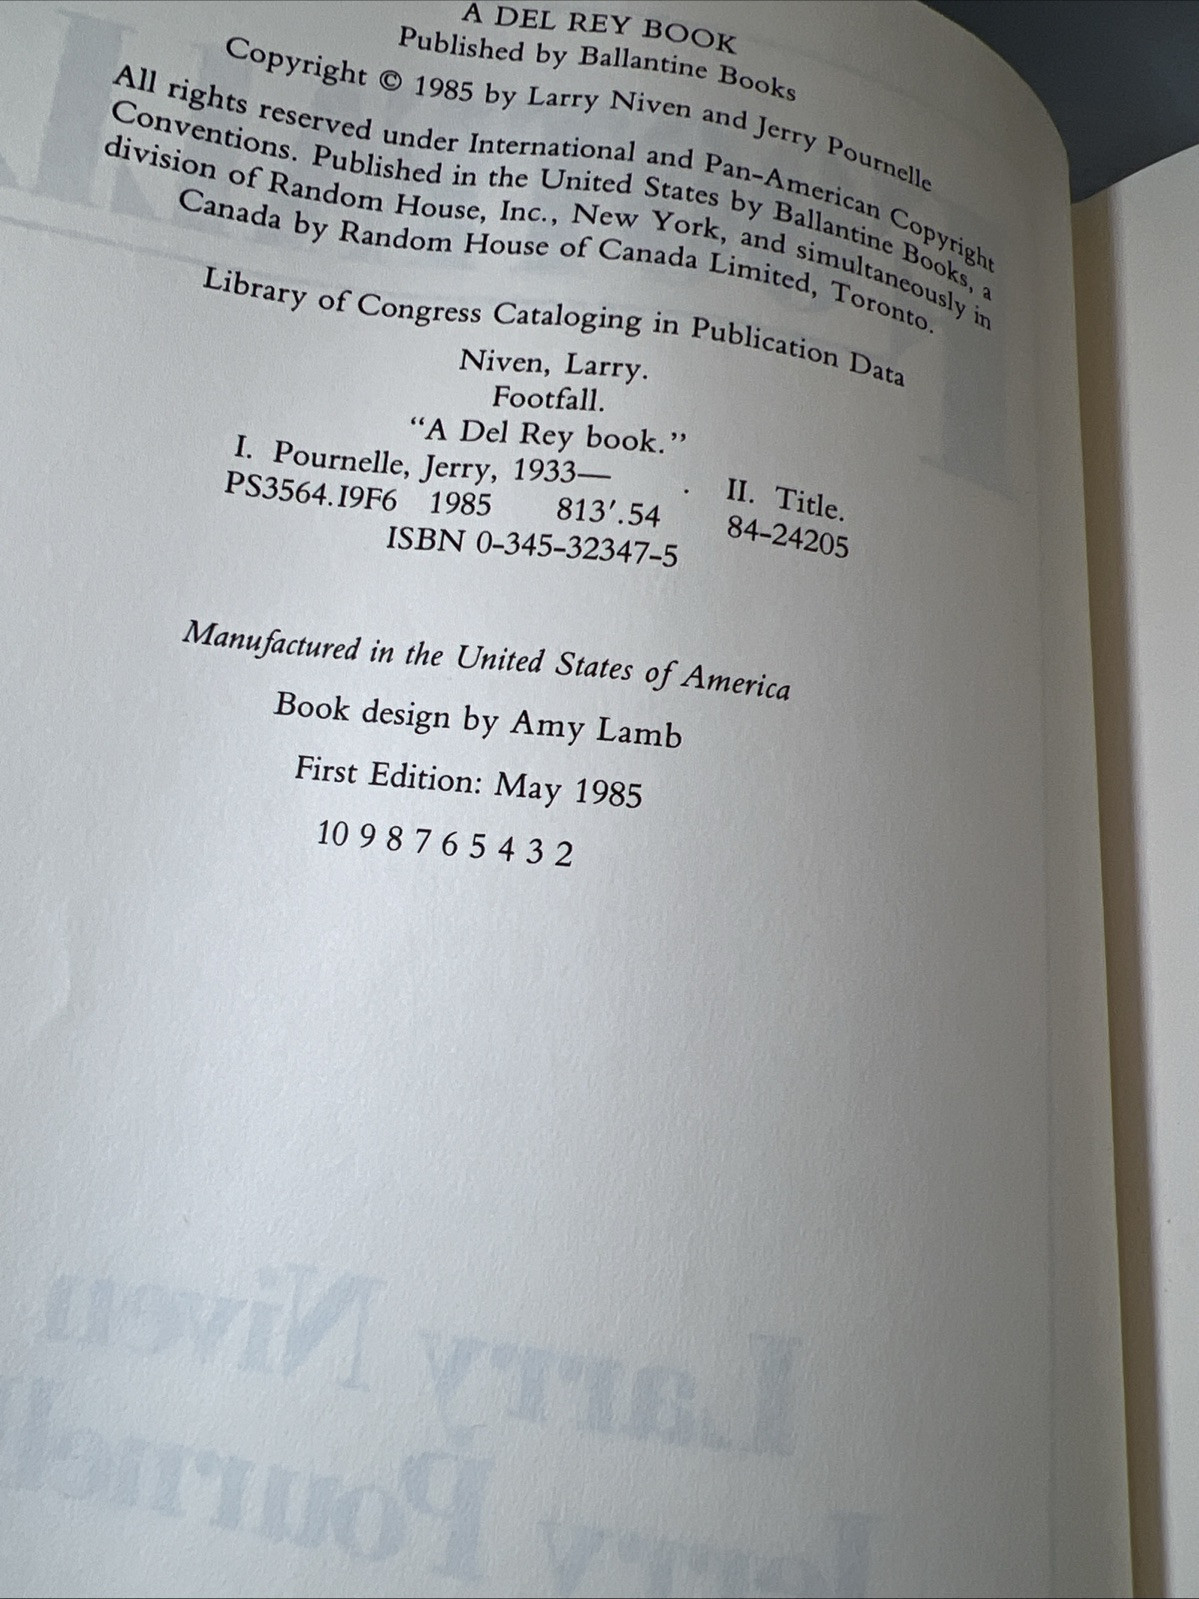 A DEL REY BOOK
Published by Ballantine Books
Copyright © 1985 by Larry Niven and Jerry Pournelle
All rights reserved under International and Pan-American Copyright
Conventions. Published in the United States by Ballantine Books, a
division of Random House, Inc., New York, and simultaneously in
Canada by Random House of Canada Limited, Toronto.
Library of Congress Cataloging in Publication Data
Niven, Larry.
Footfall.
“A Del Rey book.”
I. Pournelle, Jerry, 1933— . II. Title.
PS3564.I9F6 1985 813′.54 84-24205
ISBN 0-345-32347-5
Manufactured in the United States of America
Book design by Amy Lamb
First Edition: May 1985
10 9 8 7 6 5 4 3 2
Larry Niven
Jerry Pournell